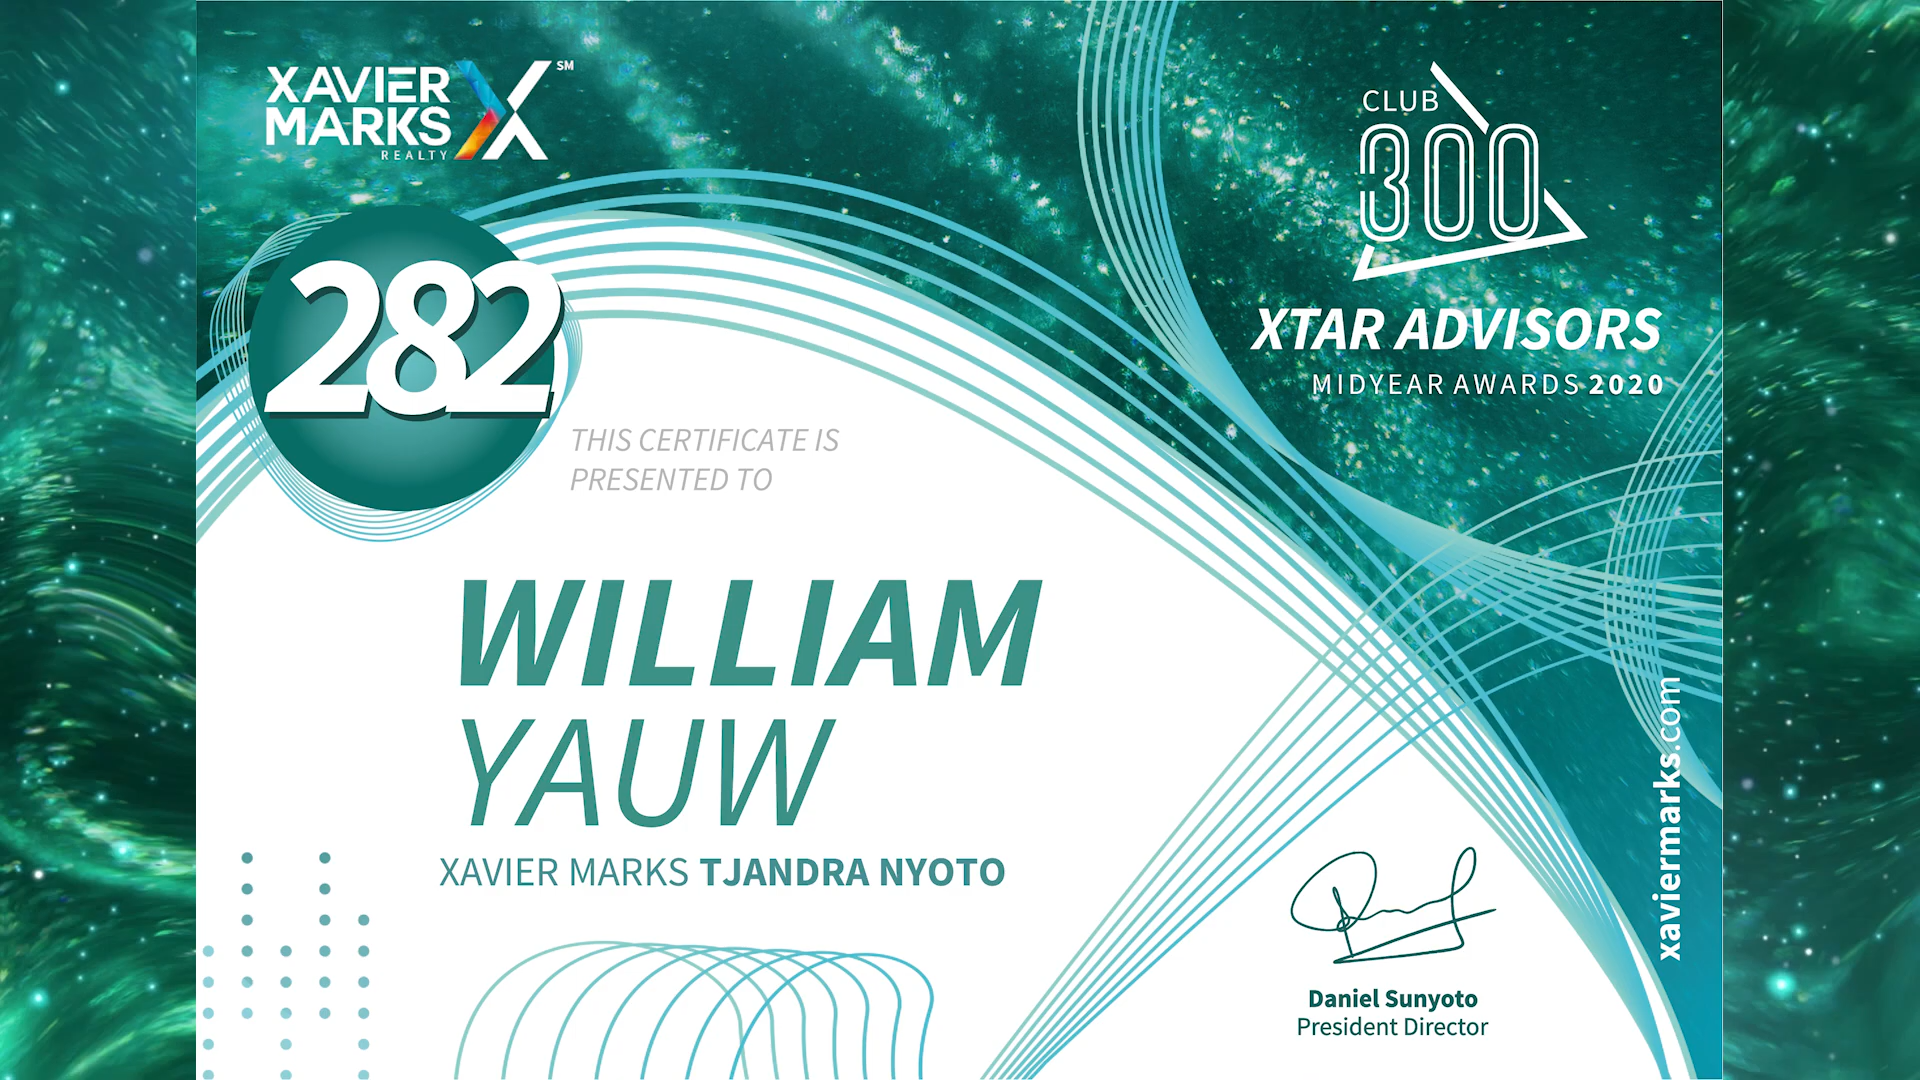 XAVIER
MARKS
REALTY
SM
CLUB
300
XTAR ADVISORS
MIDYEAR AWARDS 2020
282
THIS CERTIFICATE IS
PRESENTED TO
WILLIAM
YAUW
XAVIER MARKS TJANDRA NYOTO
xaviermarks.com
Daniel Sunyoto
President Director